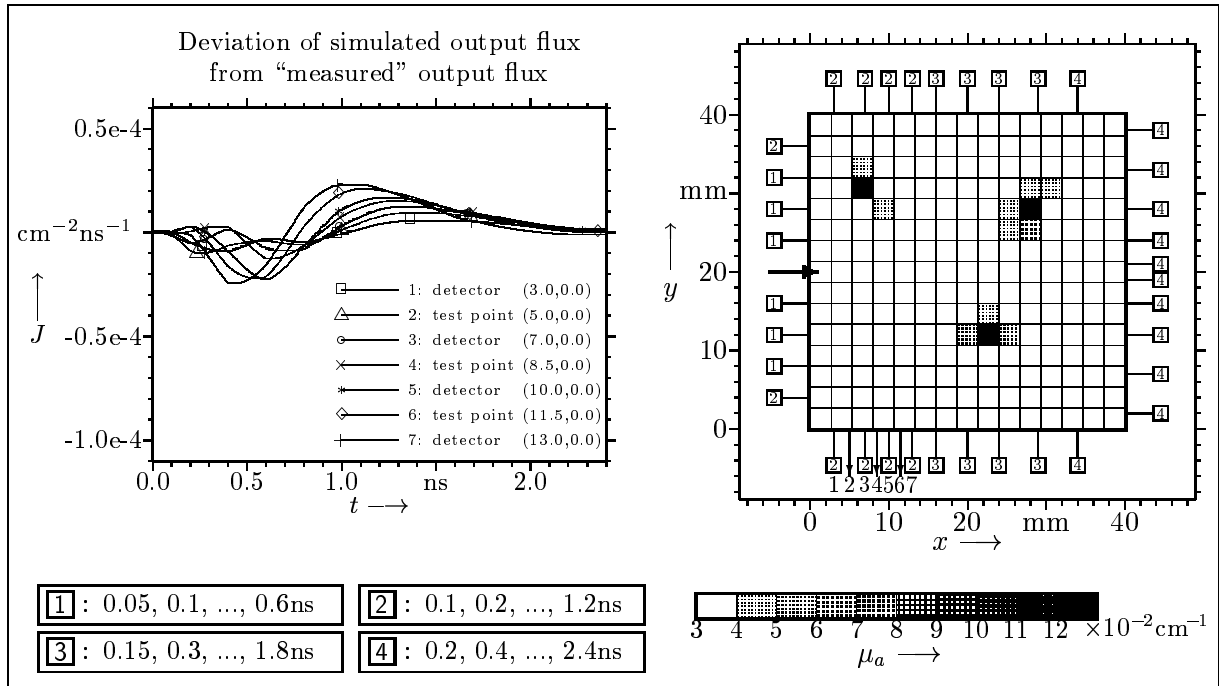 Deviation of simulated output flux
from “measured” output flux
0.5e-4
cm−2ns−1
J
-0.5e-4
-1.0e-4
1: detector (3.0,0.0)
2: test point (5.0,0.0)
3: detector (7.0,0.0)
4: test point (8.5,0.0)
5: detector (10.0,0.0)
6: test point (11.5,0.0)
7: detector (13.0,0.0)
0.0 0.5 1.0 ns 2.0
t →
2 2 2 2 3 3 3 3 4
40
mm
20
y
10
0
2
1
1
1
1
1
1
2
4
4
4
4
4
4
4
4
4
4
2 2 2 2 3 3 3 3 4
1 2 3 4 5 6 7
0 10 20 mm 40
x →
1 : 0.05, 0.1, ..., 0.6ns
2 : 0.1, 0.2, ..., 1.2ns
3 : 0.15, 0.3, ..., 1.8ns
4 : 0.2, 0.4, ..., 2.4ns
3 4 5 6 7 8 9 10 11 12 ×10−2cm−1
μa →